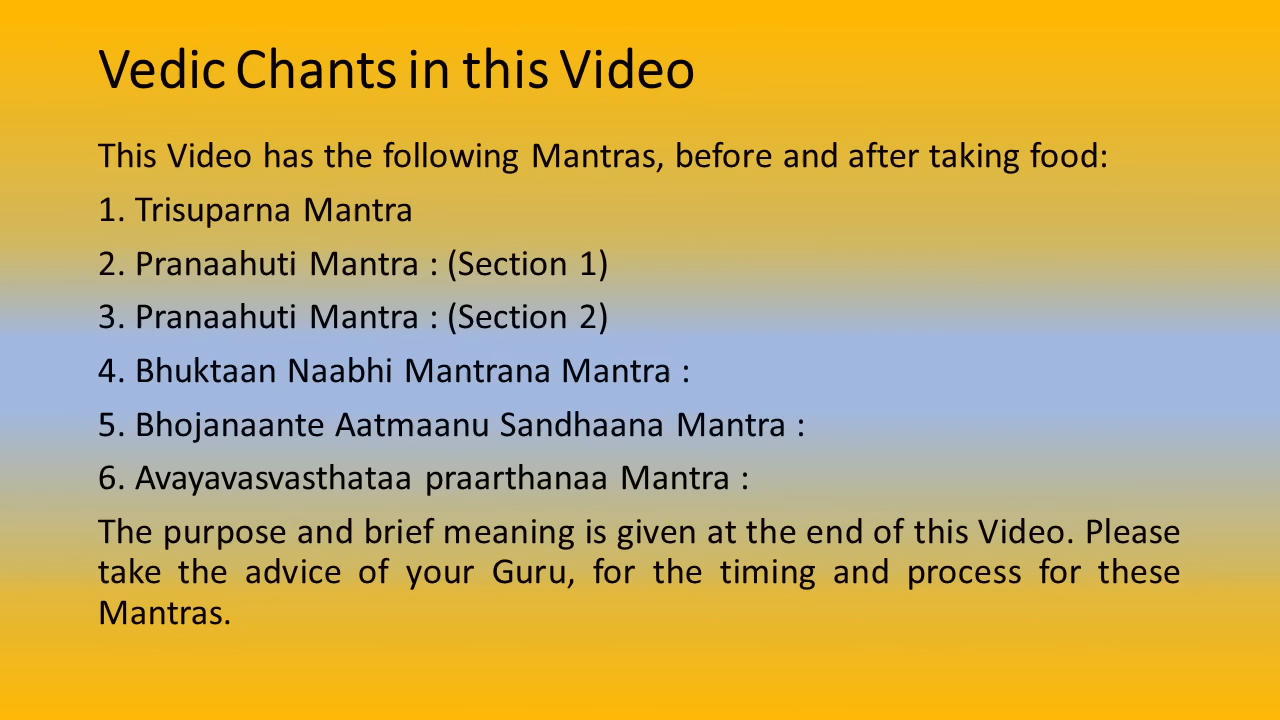 Vedic Chants in this Video
This Video has the following Mantras, before and after taking food:
1. Trisuparna Mantra
2. Pranaahuti Mantra : (Section 1)
3. Pranaahuti Mantra : (Section 2)
4. Bhuktaan Naabhi Mantrana Mantra :
5. Bhojanaante Aatmaanu Sandhaana Mantra :
6. Avayavasvasthataa praarthanaa Mantra :
The purpose and brief meaning is given at the end of this Video. Please
take the advice of your Guru, for the timing and process for these
Mantras.